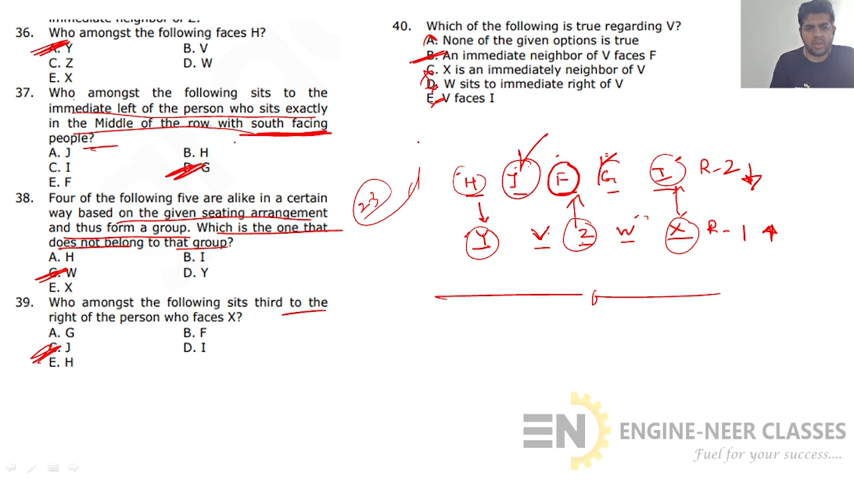 immediate neighbor of Z.
36. Who amongst the following faces H?
A. Y B. V
C. Z D. W
E. X
37. Who amongst the following sits to the
immediate left of the person who sits exactly
in the Middle of the row with south facing
people?
A. J B. H
C. I D. G
E. F
38. Four of the following five are alike in a certain
way based on the given seating arrangement
and thus form a group. Which is the one that
does not belong to that group?
A. H B. I
C. W D. Y
E. X
39. Who amongst the following sits third to the
right of the person who faces X?
A. G B. F
C. J D. I
E. H
40. Which of the following is true regarding V?
A. None of the given options is true
B. An immediate neighbor of V faces F
C. X is an immediately neighbor of V
D. W sits to immediate right of V
E. V faces I
23
H J F G I R-2
Y V Z W X R-1
EN ENGINE-NEER CLASSES
Fuel for your success....